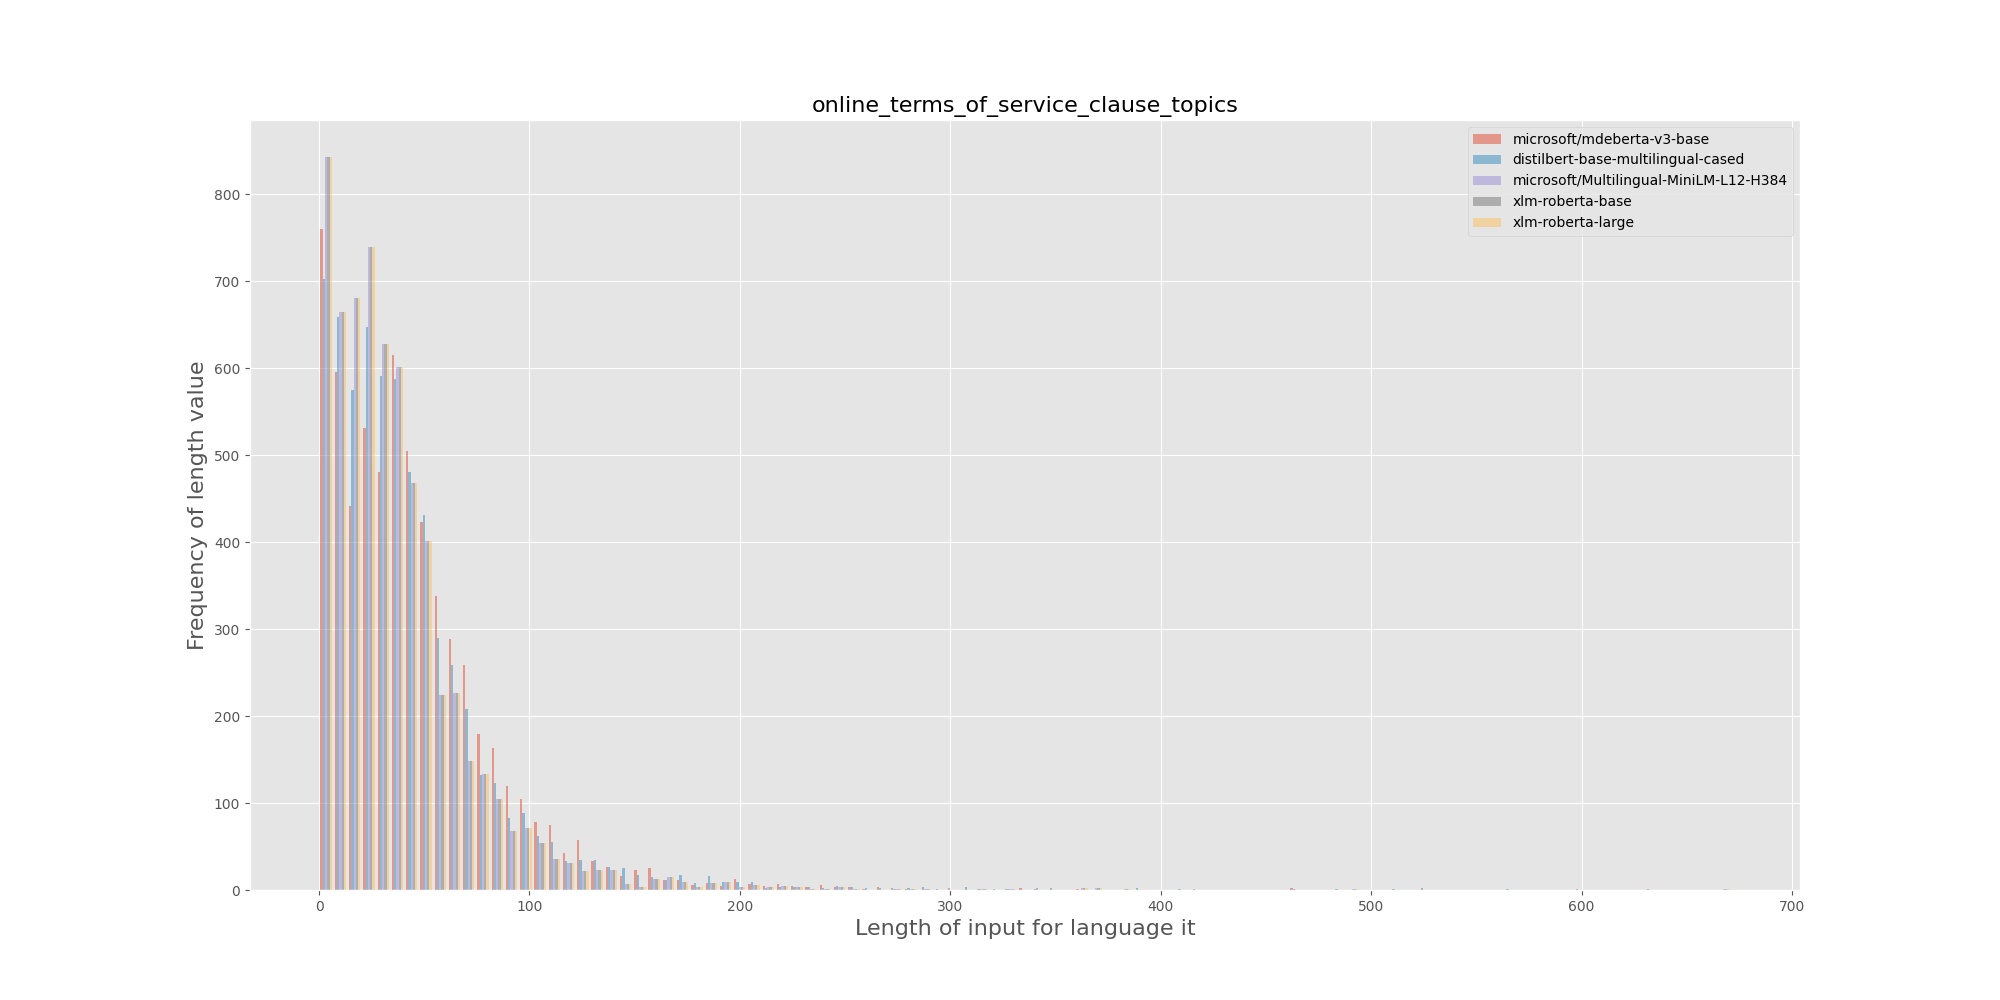 online_terms_of_service_clause_topics
microsoft/mdeberta-v3-base
distilbert-base-multilingual-cased
microsoft/Multilingual-MiniLM-L12-H384
xlm-roberta-base
xlm-roberta-large
Frequency of length value
800
700
600
500
400
300
200
100
0
0 100 200 300 400 500 600 700
Length of input for language it